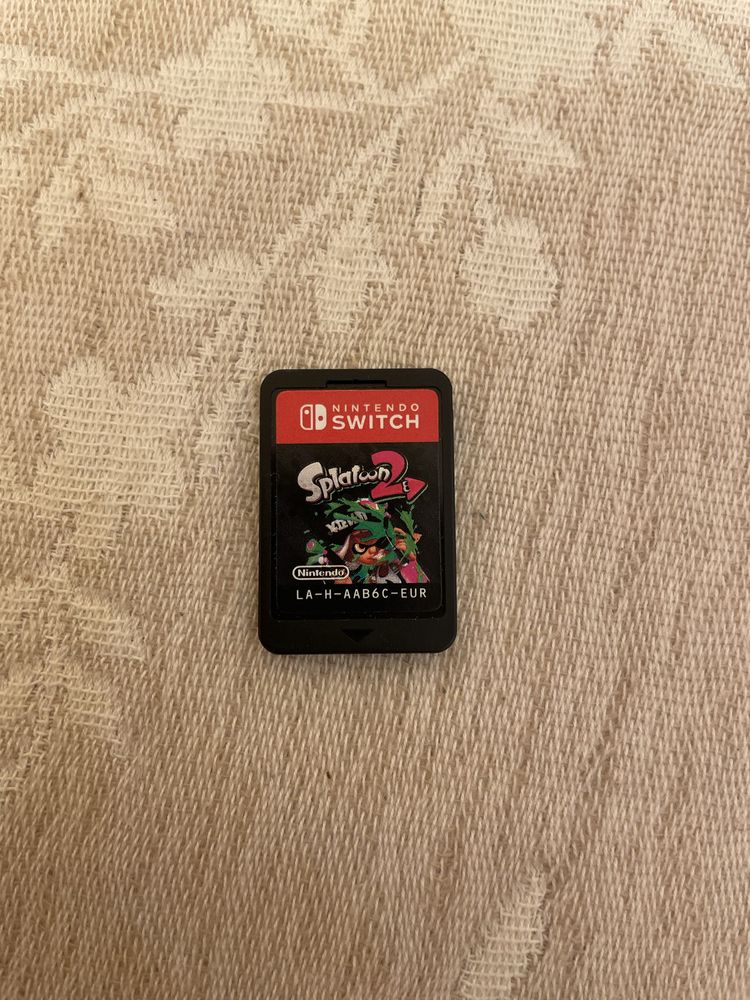 NINTENDO
SWITCH
Splatoon 2
Nintendo
LA-H-AAB6C-EUR